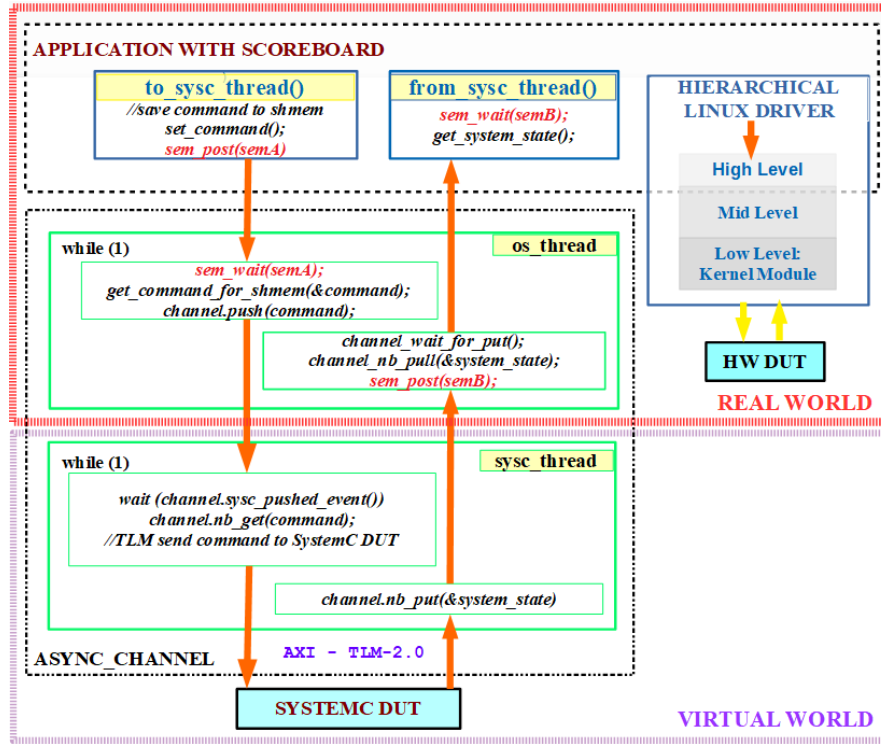 APPLICATION WITH SCOREBOARD
to_sysc_thread()
//save command to shmem
set_command();
sem_post(semA)
from_sysc_thread()
sem_wait(semB);
get_system_state();
HIERARCHICAL
LINUX DRIVER
High Level
Mid Level
Low Level:
Kernel Module
HW DUT
REAL WORLD
while (1)
os_thread
sem_wait(semA);
get_command_for_shmem(&command);
channel.push(command);
channel_wait_for_put();
channel_nb_pull(&system_state);
sem_post(semB);
while (1)
sysc_thread
wait (channel.sysc_pushed_event())
channel.nb_get(command);
//TLM send command to SystemC DUT
channel.nb_put(&system_state)
ASYNC_CHANNEL
AXI - TLM-2.0
SYSTEMC DUT
VIRTUAL WORLD